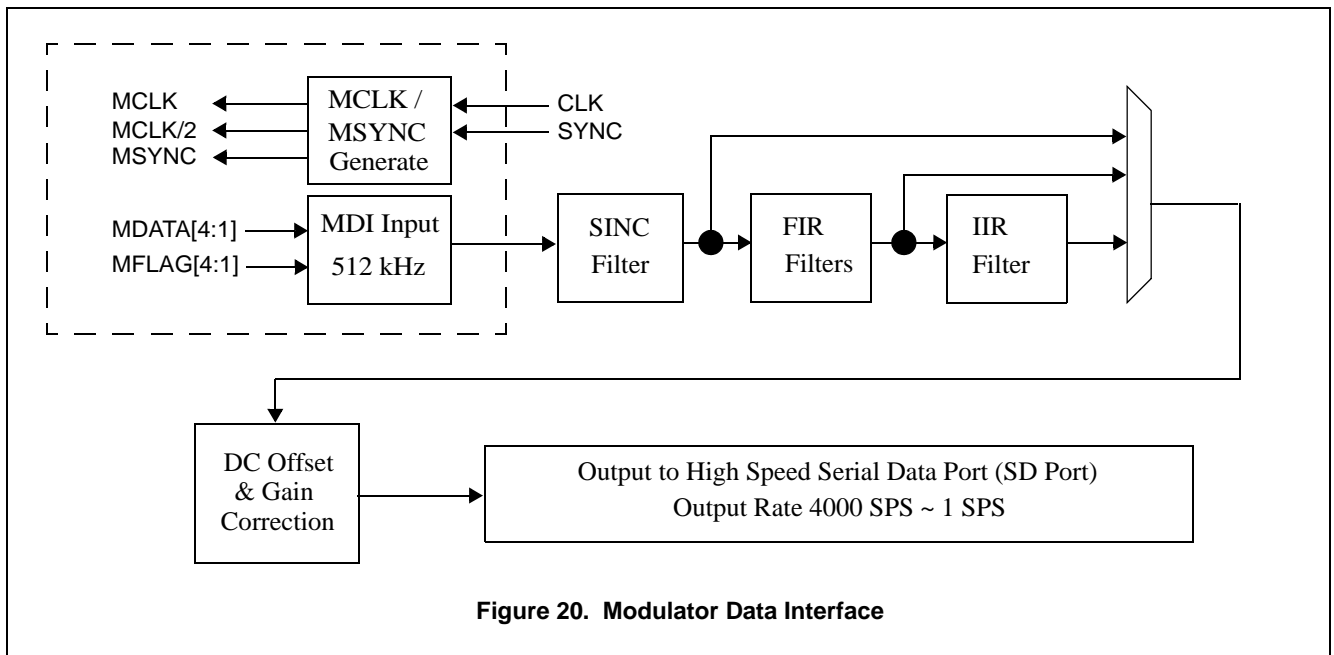 MCLK
MCLK/2
MSYNC
MCLK /
MSYNC
Generate
CLK
SYNC
MDATA[4:1]
MFLAG[4:1]
MDI Input
512 kHz
SINC
Filter
FIR
Filters
IIR
Filter
DC Offset
& Gain
Correction
Output to High Speed Serial Data Port (SD Port)
Output Rate 4000 SPS ~ 1 SPS
Figure 20. Modulator Data Interface